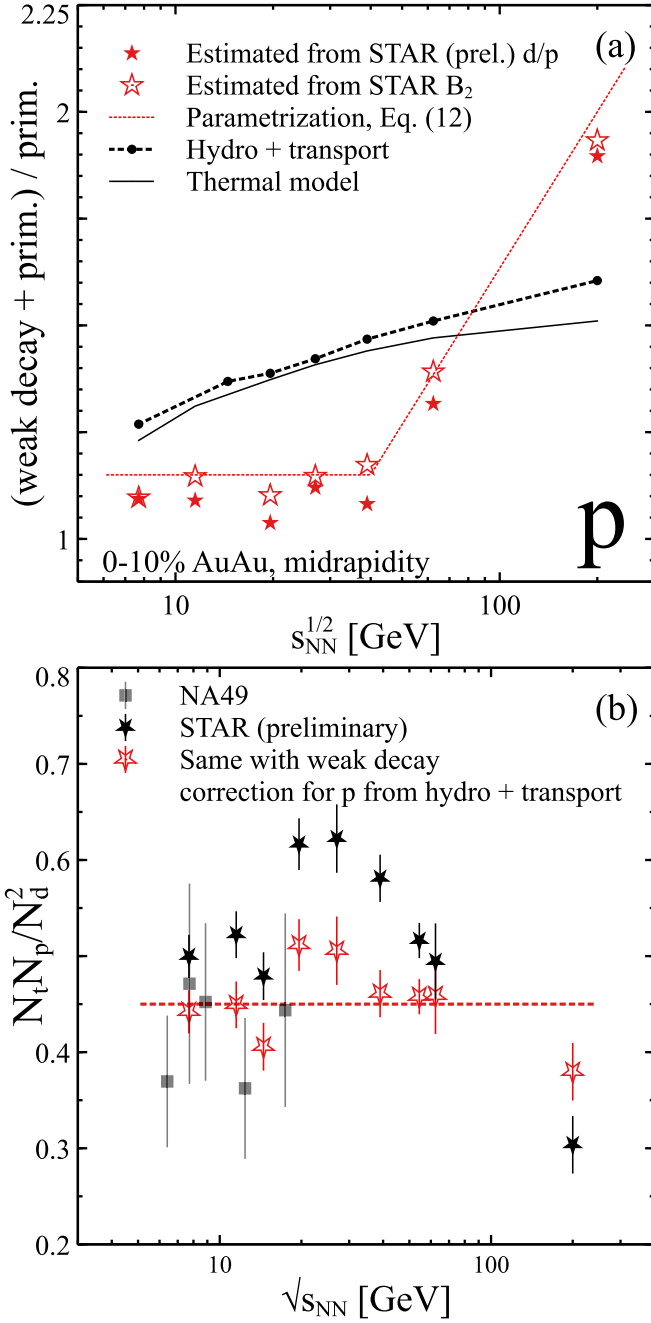 2.25
(a)
Estimated from STAR (prel.) d/p
Estimated from STAR B₂
Parametrization, Eq. (12)
Hydro + transport
Thermal model
2
1
(weak decay + prim.) / prim.
p
0-10% AuAu, midrapidity
10
100
s_NN^1/2 [GeV]
0.8
(b)
NA49
STAR (preliminary)
Same with weak decay
correction for p from hydro + transport
0.7
0.6
0.5
0.4
0.3
0.2
N_tN_p/N_d^2
10
100
√s_NN [GeV]